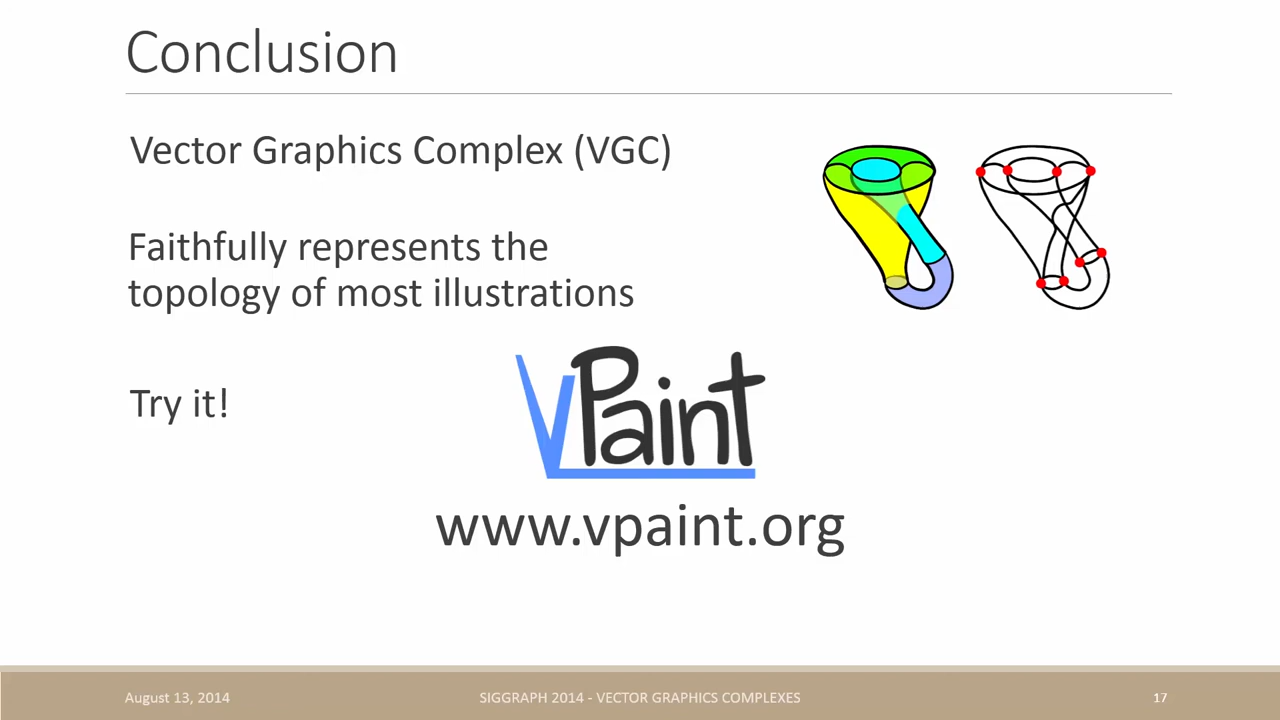 Conclusion
Vector Graphics Complex (VGC)
Faithfully represents the
topology of most illustrations
Try it!
VPaint
www.vpaint.org
August 13, 2014
SIGGRAPH 2014 - VECTOR GRAPHICS COMPLEXES
17